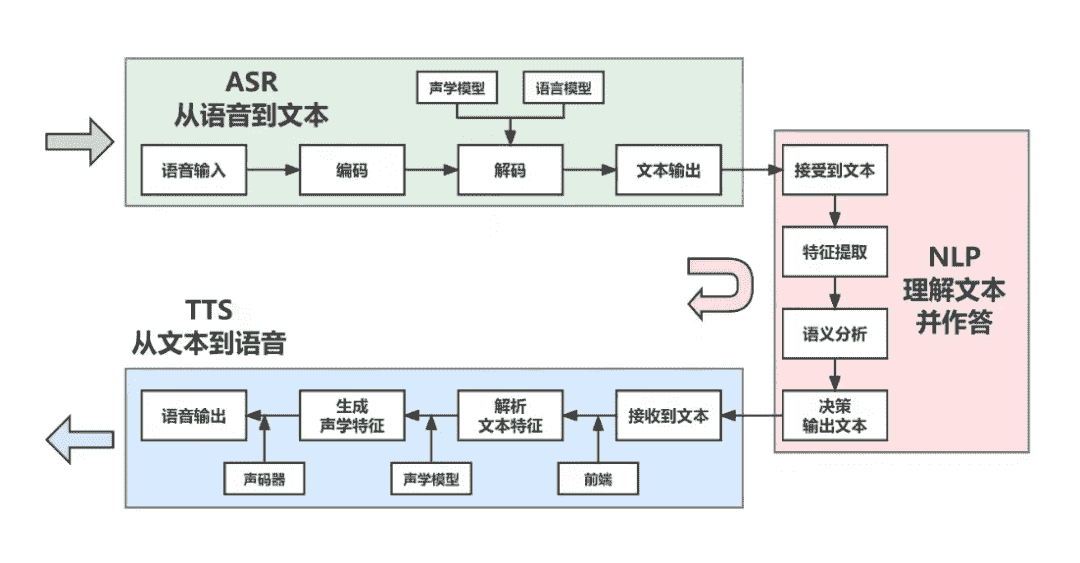 ASR
从语音到文本
声学模型
语言模型
语音输入
编码
解码
文本输出
接受到文本
特征提取
语义分析
决策
输出文本
NLP
理解文本
并作答
TTS
从文本到语音
语音输出
生成
声学特征
解析
文本特征
接收到文本
声码器
声学模型
前端